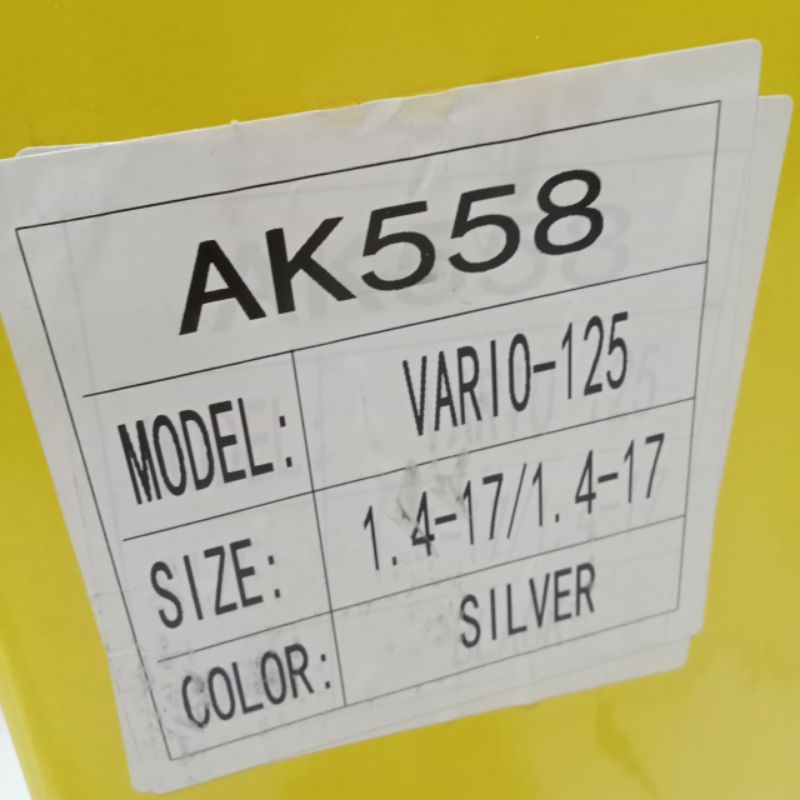 AK558
MODEL: VARIO-125
SIZE: 1.4-17/1.4-17
COLOR: SILVER